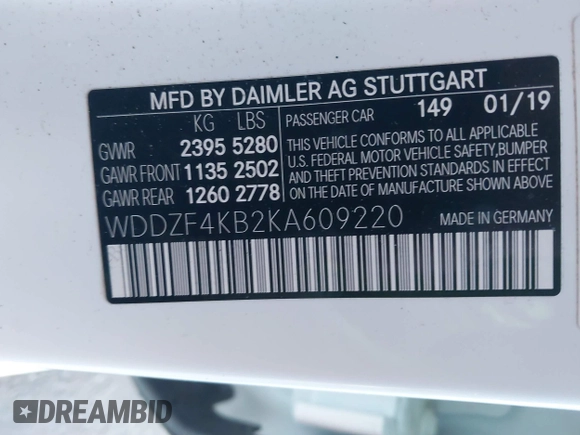 MFD BY DAIMLER AG STUTTGART
KG LBS PASSENGER CAR 149 01/19
GVWR 2395 5280
GAWR FRONT 1135 2502
GAWR REAR 1260 2778
THIS VEHICLE CONFORMS TO ALL APPLICABLE
U.S. FEDERAL MOTOR VEHICLE SAFETY, BUMPER
AND THEFT PREVENTION STANDARDS IN EFFECT
ON THE DATE OF MANUFACTURE SHOWN ABOVE.
WDDZF4KB2KA609220 MADE IN GERMANY
DREAMBID